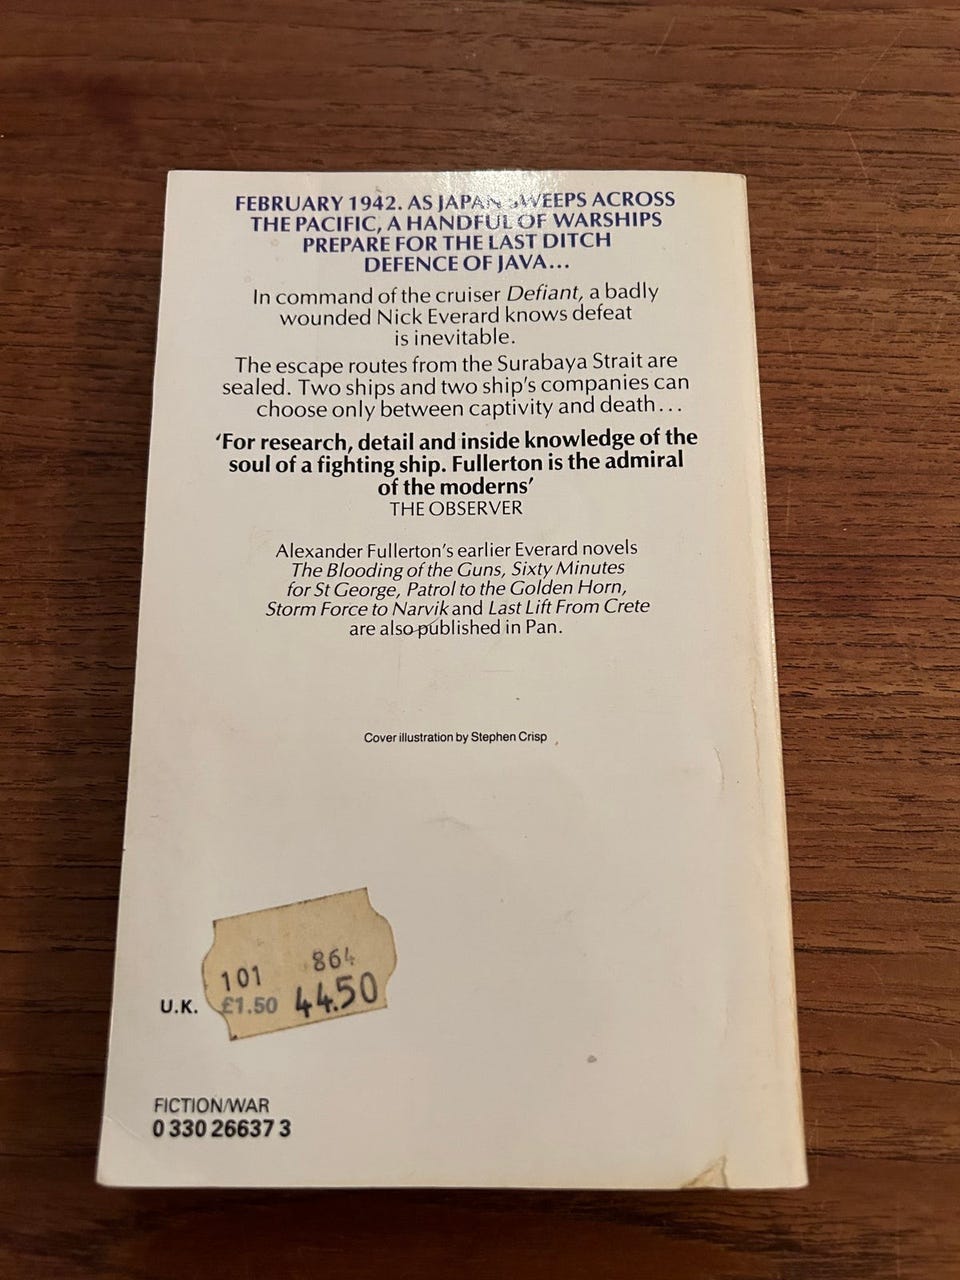 FEBRUARY 1942. AS JAPAN SWEEPS ACROSS
THE PACIFIC, A HANDFUL OF WARSHIPS
PREPARE FOR THE LAST DITCH
DEFENCE OF JAVA...
In command of the cruiser Defiant, a badly
wounded Nick Everard knows defeat
is inevitable.
The escape routes from the Surabaya Strait are
sealed. Two ships and two ship's companies can
choose only between captivity and death...
'For research, detail and inside knowledge of the
soul of a fighting ship. Fullerton is the admiral
of the moderns'
THE OBSERVER
Alexander Fullerton's earlier Everard novels
The Blooding of the Guns, Sixty Minutes
for St George, Patrol to the Golden Horn,
Storm Force to Narvik and Last Lift From Crete
are also published in Pan.
Cover illustration by Stephen Crisp
101 864
U.K. £1.50 44.50
FICTION/WAR
0 330 26637 3